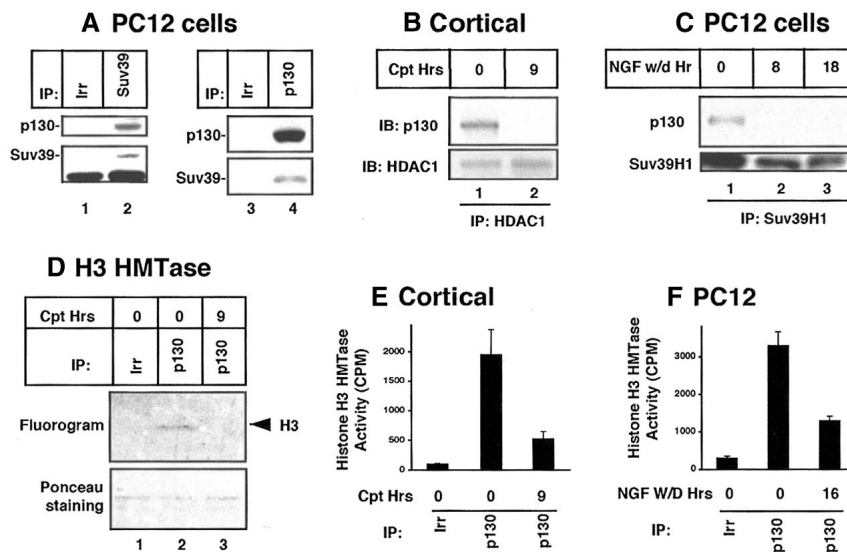 A PC12 cells
IP: Irr Suv39
p130-
Suv39-
1 2
IP: Irr p130
p130-
Suv39-
3 4
B Cortical
Cpt Hrs 0 9
IB: p130
IB: HDAC1
1 2
IP: HDAC1
C PC12 cells
NGF w/d Hr 0 8 18
p130
Suv39H1
1 2 3
IP: Suv39H1
D H3 HMTase
Cpt Hrs 0 0 9
IP: Irr p130 p130
Fluorogram
H3
Ponceau
staining
1 2 3
E Cortical
Histone H3 HMTase
Activity (CPM)
2000
1500
1000
500
0
Cpt Hrs 0 9
IP: Irr p130 p130
F PC12
Histone H3 HMTase
Activity (CPM)
3000
2000
1000
0
NGF W/D Hrs 0 0 16
IP: Irr p130 p130